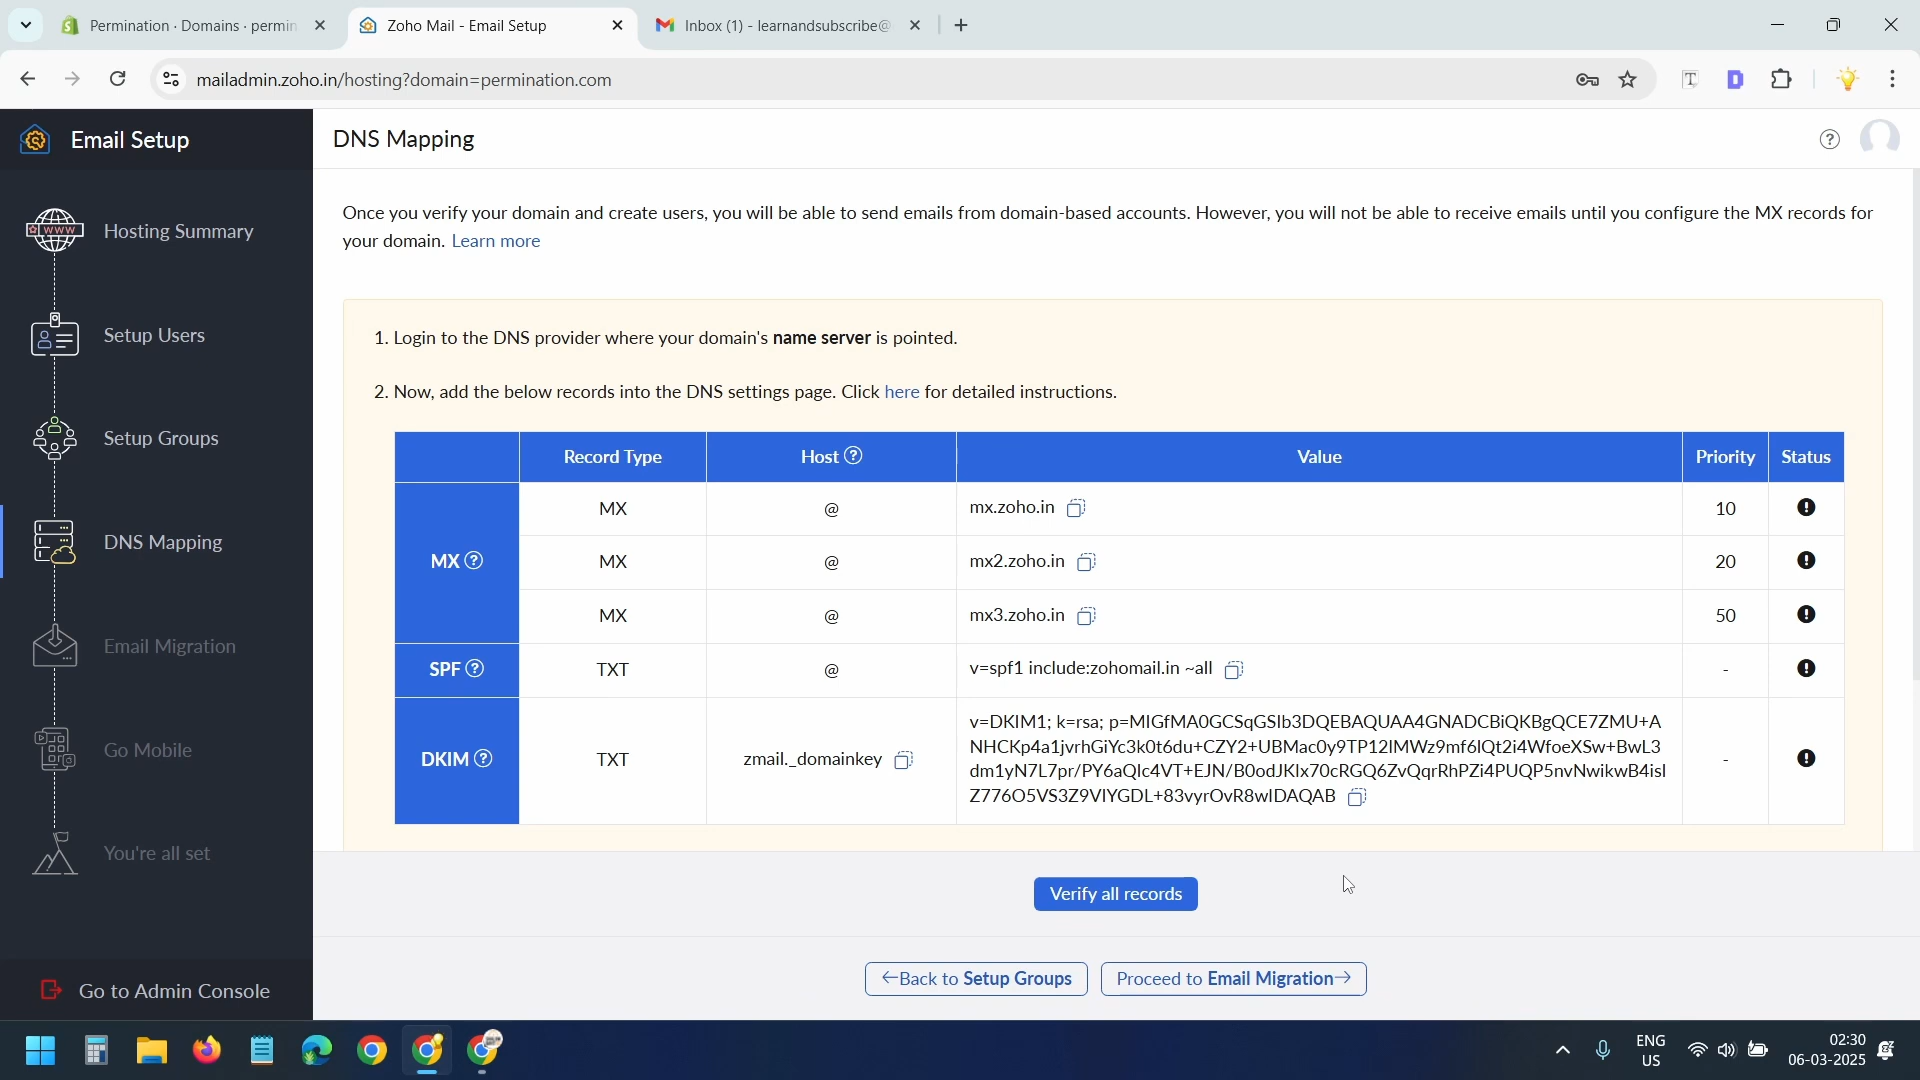 Permination · Domains · permin
Zoho Mail - Email Setup
Inbox (1) - learnandsubscribe@
mailadmin.zoho.in/hosting?domain=permination.com
Email Setup
DNS Mapping
WWW
Hosting Summary
Setup Users
Setup Groups
DNS Mapping
Email Migration
Go Mobile
You're all set
Go to Admin Console
Once you verify your domain and create users, you will be able to send emails from domain-based accounts. However, you will not be able to receive emails until you configure the MX records for
your domain. Learn more
1. Login to the DNS provider where your domain's name server is pointed.
2. Now, add the below records into the DNS settings page. Click here for detailed instructions.
Record Type Host Value Priority Status
MX
MX @ mx.zoho.in 10
MX @ mx2.zoho.in 20
MX @ mx3.zoho.in 50
SPF TXT @ v=spf1 include:zohomail.in ~all -
DKIM TXT zmail._domainkey -
v=DKIM1; k=rsa; p=MIGfMA0GCSqGSIb3DQEBAQUAA4GNADCBiQKBgQCE7ZMU+A
NHCKp4a1jvrhGiYc3k0t6du+CZY2+UBMac0y9TP12IMWz9mf6IQt2i4WfoeXSw+BwL3
dm1yN7L7pr/PY6aQIc4VT+EJN/B0odJKIx70cRGQ6ZvQqrRhPZi4PUQP5nvNwikwB4isI
Z776O5VS3Z9VIYGDL+83vyrOvR8wIDAQAB
Verify all records
←Back to Setup Groups
Proceed to Email Migration→
ENG
US
02:30
06-03-2025